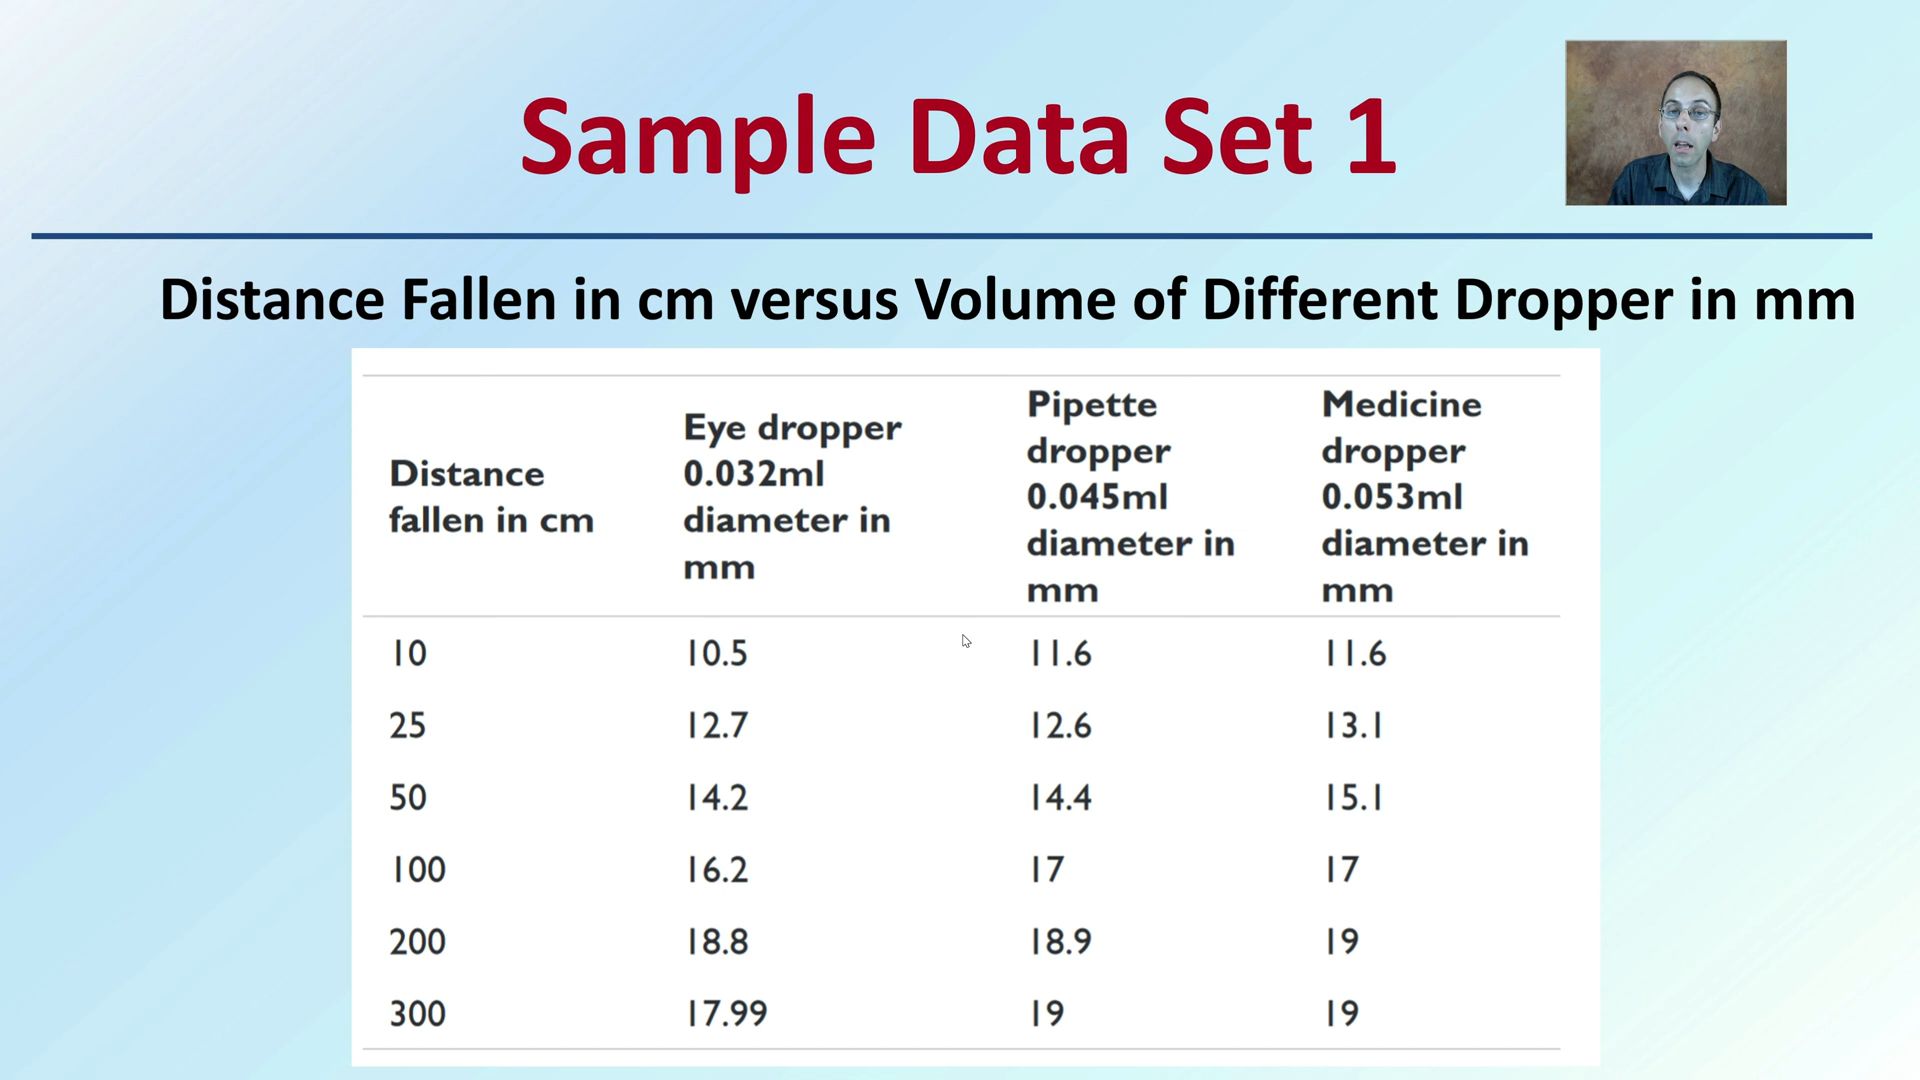 Sample Data Set 1
Distance Fallen in cm versus Volume of Different Dropper in mm
Distance
fallen in cm
Eye dropper
0.032ml
diameter in
mm
Pipette
dropper
0.045ml
diameter in
mm
Medicine
dropper
0.053ml
diameter in
mm
10 10.5 11.6 11.6
25 12.7 12.6 13.1
50 14.2 14.4 15.1
100 16.2 17 17
200 18.8 18.9 19
300 17.99 19 19